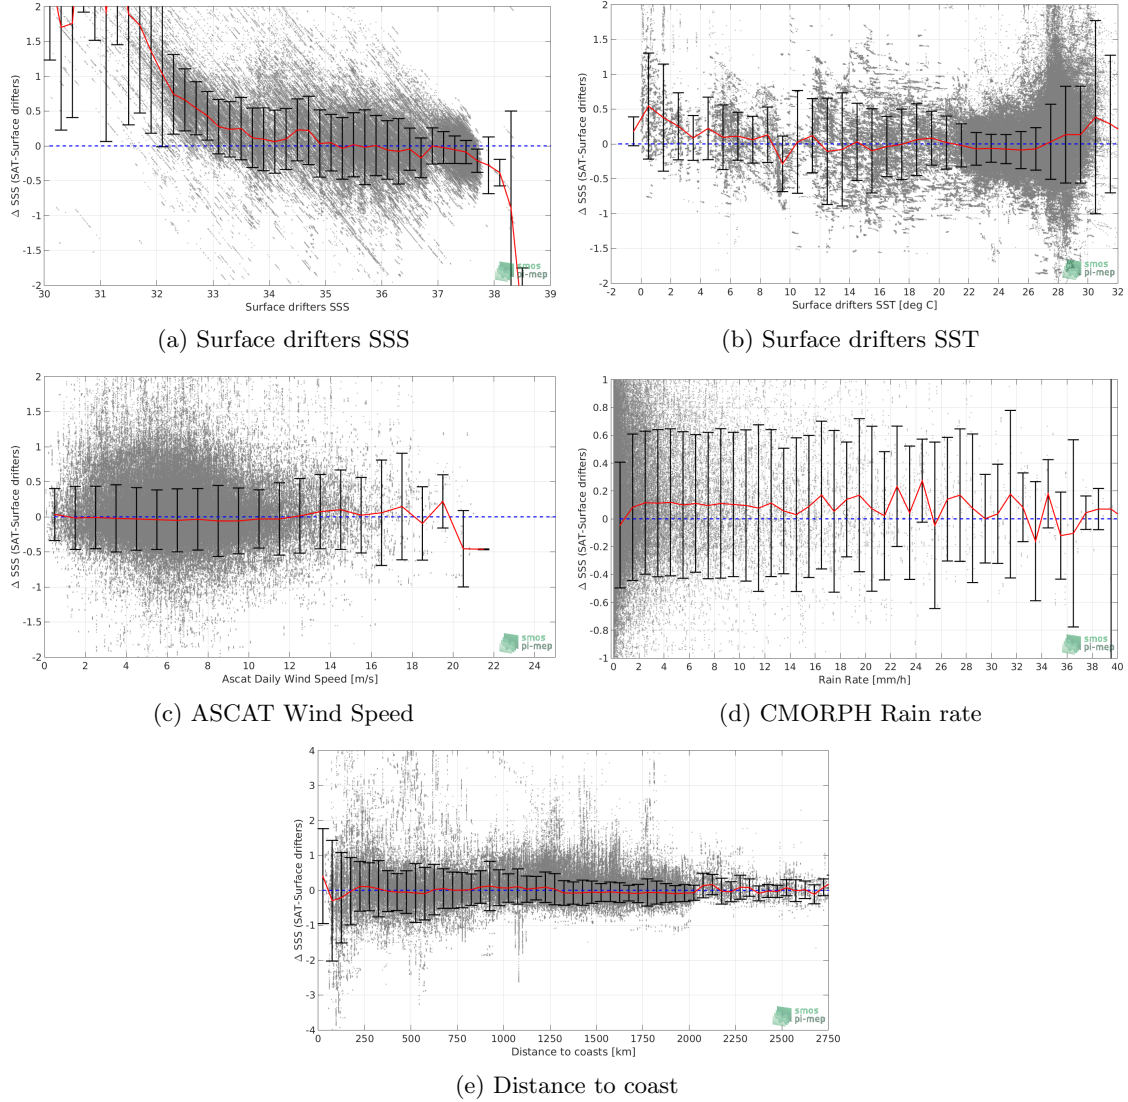 2
1.5
1
0.5
0
-0.5
-1
-1.5
-2
Δ SSS (SAT-Surface drifters)
30 31 32 33 34 35 36 37 38 39
Surface drifters SSS
smos
pi-mep
(a) Surface drifters SSS
2
1.5
1
0.5
0
-0.5
-1
-1.5
-2
Δ SSS (SAT-Surface drifters)
-2 0 2 4 6 8 10 12 14 16 18 20 22 24 26 28 30 32
Surface drifters SST [deg C]
smos
pi-mep
(b) Surface drifters SST
2
1.5
1
0.5
0
-0.5
-1
-1.5
-2
Δ SSS (SAT-Surface drifters)
0 2 4 6 8 10 12 14 16 18 20 22 24
Ascat Daily Wind Speed [m/s]
smos
pi-mep
(c) ASCAT Wind Speed
1
0.8
0.6
0.4
0.2
0
-0.2
-0.4
-0.6
-0.8
-1
Δ SSS (SAT-Surface drifters)
0 2 4 6 8 10 12 14 16 18 20 22 24 26 28 30 32 34 36 38 40
Rain Rate [mm/h]
smos
pi-mep
(d) CMORPH Rain rate
4
3
2
1
0
-1
-2
-3
-4
Δ SSS (SAT-Surface drifters)
0 250 500 750 1000 1250 1500 1750 2000 2250 2500 2750
Distance to coasts [km]
smos
pi-mep
(e) Distance to coast